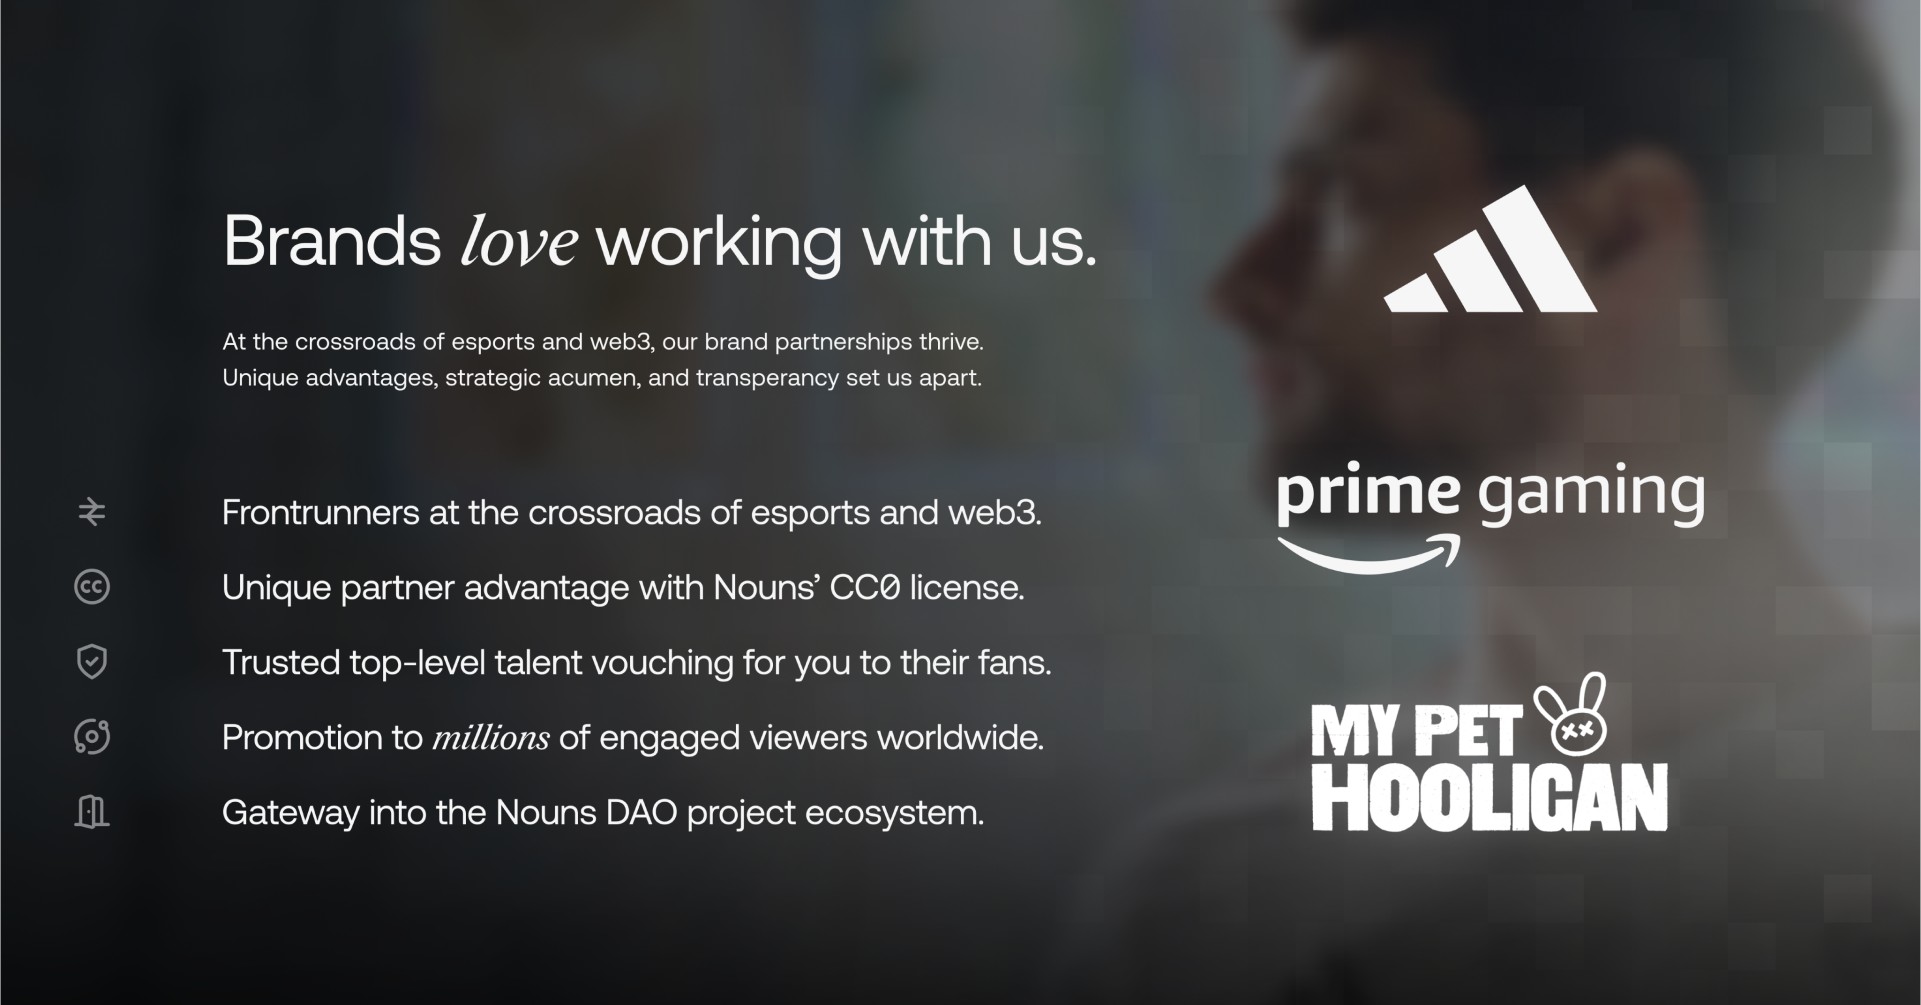 Brands love working with us.
At the crossroads of esports and web3, our brand partnerships thrive.
Unique advantages, strategic acumen, and transperancy set us apart.
Frontrunners at the crossroads of esports and web3.
cc
Unique partner advantage with Nouns’ CC0 license.
Trusted top-level talent vouching for you to their fans.
Promotion to millions of engaged viewers worldwide.
Gateway into the Nouns DAO project ecosystem.
prime gaming
MY PET
HOOLIGAN